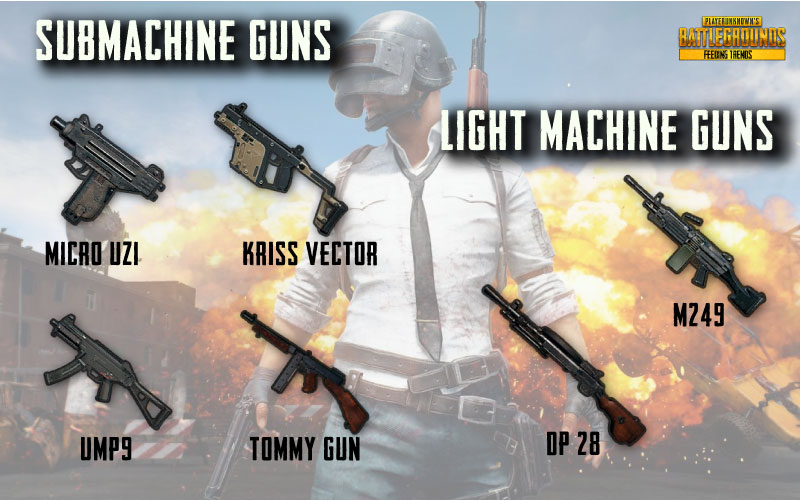 SUBMACHINE GUNS
PLAYERUNKNOWN'S
BATTLEGROUNDS
FEEDING TRENDS
LIGHT MACHINE GUNS
MICRO UZI
KRISS VECTOR
M249
UMP9
TOMMY GUN
DP 28